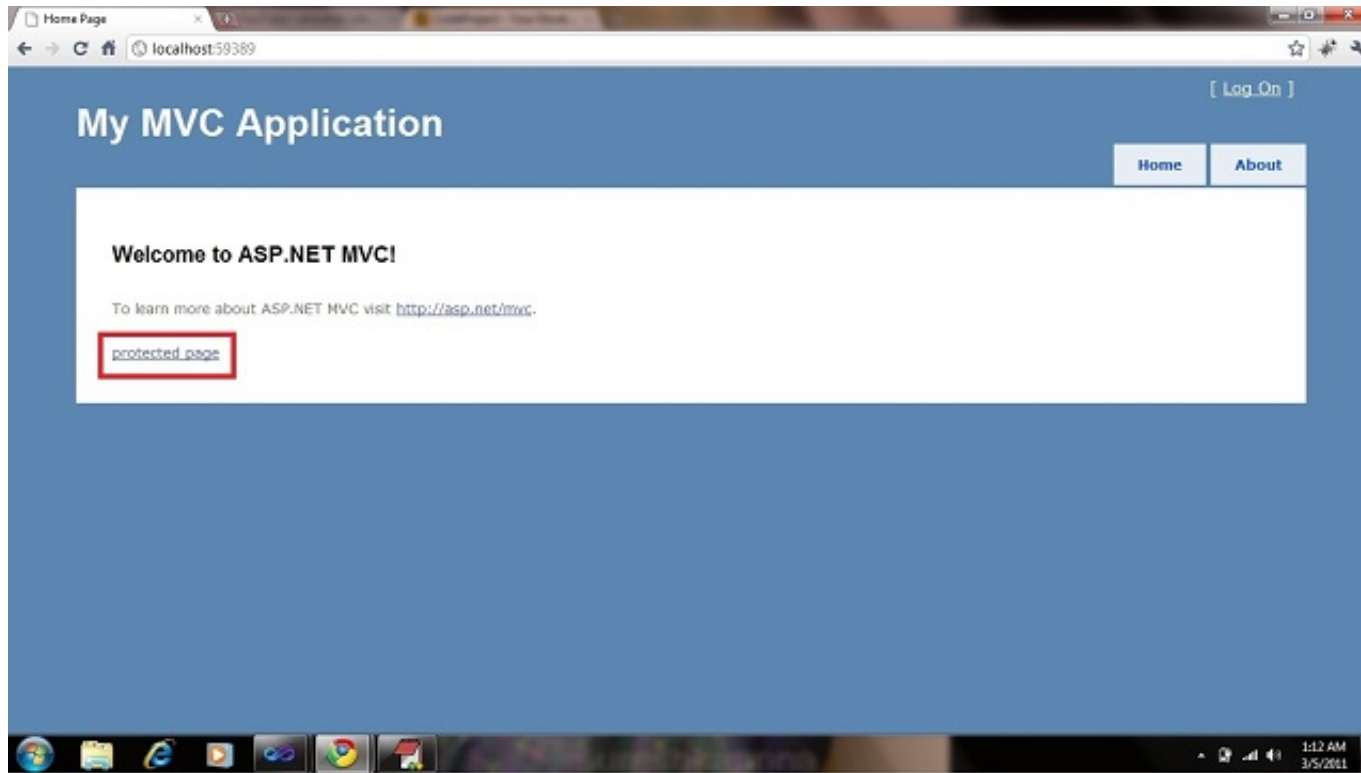 Home Page
localhost:59389
[ Log On ]
My MVC Application
Home
About
Welcome to ASP.NET MVC!
To learn more about ASP.NET MVC visit http://asp.net/mvc.
protected page
1:12 AM
3/5/2011